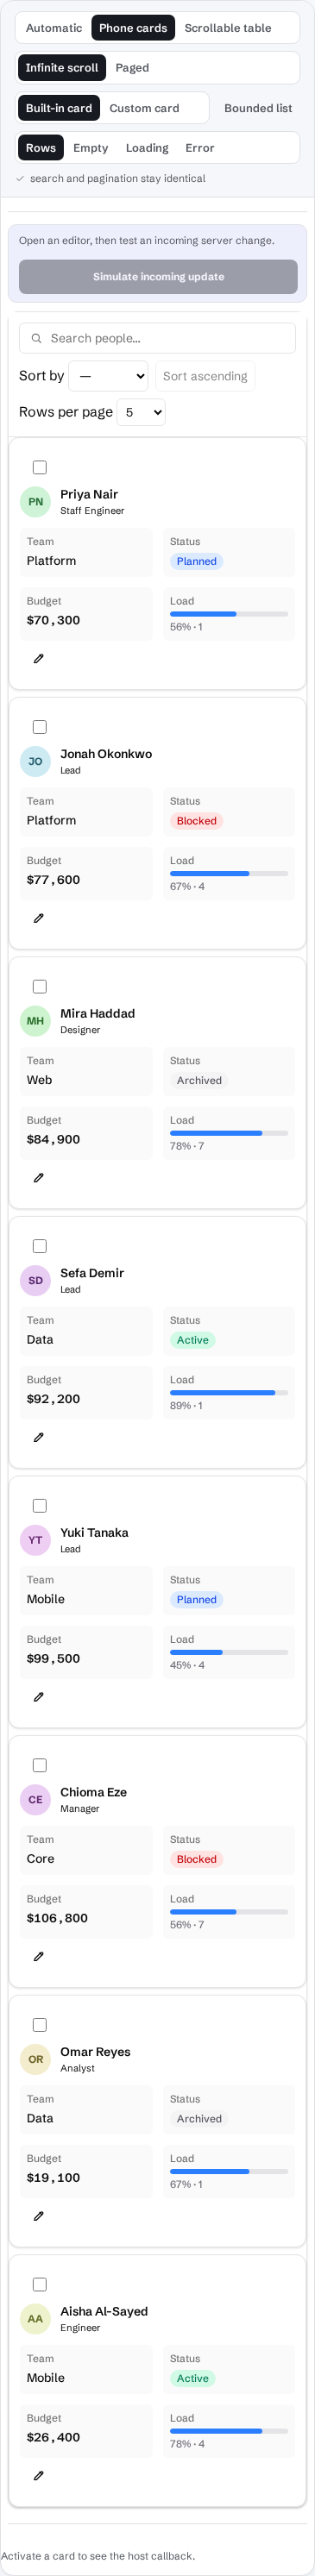 Automatic Phone cards Scrollable table
Infinite scroll Paged
Built-in card Custom card Bounded list
Rows Empty Loading Error
✓ search and pagination stay identical
Open an editor, then test an incoming server change.
Simulate incoming update
Search people...
Sort by — Sort ascending
Rows per page 5
PN Priya Nair
Staff Engineer
Team Status
Platform Planned
Budget Load
$70,300 56% · 1
JO Jonah Okonkwo
Lead
Team Status
Platform Blocked
Budget Load
$77,600 67% · 4
MH Mira Haddad
Designer
Team Status
Web Archived
Budget Load
$84,900 78% · 7
SD Sefa Demir
Lead
Team Status
Data Active
Budget Load
$92,200 89% · 1
YT Yuki Tanaka
Lead
Team Status
Mobile Planned
Budget Load
$99,500 45% · 4
CE Chioma Eze
Manager
Team Status
Core Blocked
Budget Load
$106,800 56% · 7
OR Omar Reyes
Analyst
Team Status
Data Archived
Budget Load
$19,100 67% · 1
AA Aisha Al-Sayed
Engineer
Team Status
Mobile Active
Budget Load
$26,400 78% · 4
Activate a card to see the host callback.